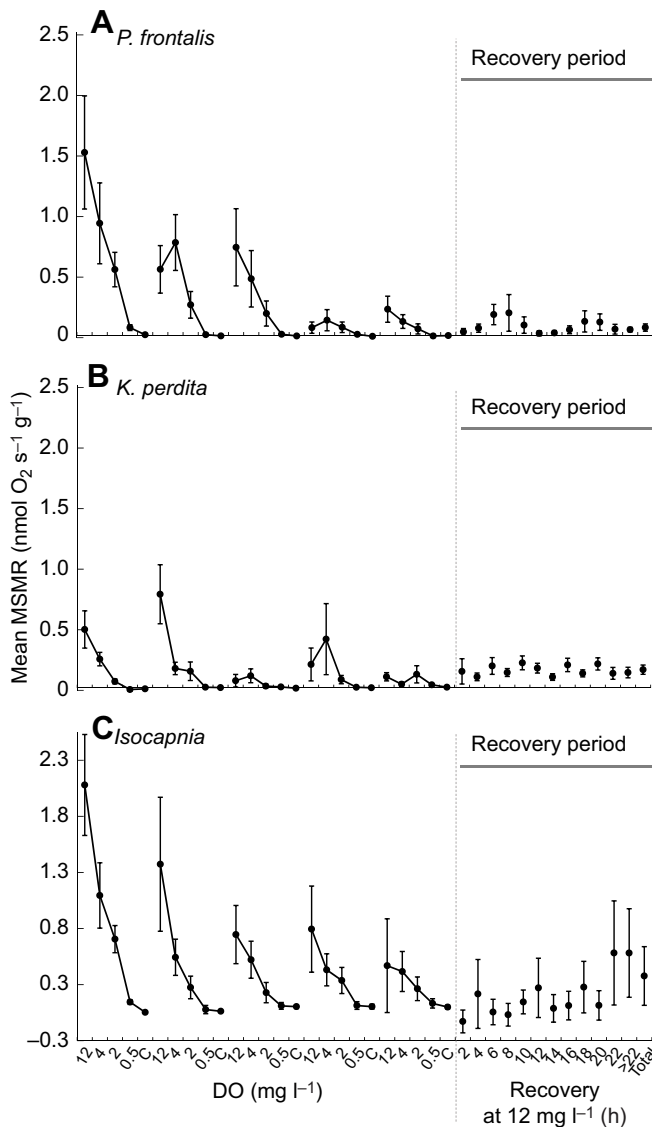 A P. frontalis
2.5
2.0
1.5
1.0
0.5
0
Recovery period
B K. perdita
2.5
2.0
1.5
1.0
0.5
0
Recovery period
Mean MSMR (nmol O2 s–1 g–1)
C Isocapnia
2.3
1.8
1.3
0.8
0.3
–0.3
Recovery period
12 4 2 0.5 C 12 4 2 0.5 C 12 4 2 0.5 C 12 4 2 0.5 C 12 4 2 0.5 C 2 4 6 8 10 12 14 16 18 20 22 >22 Total
DO (mg l–1)
Recovery
at 12 mg l–1 (h)